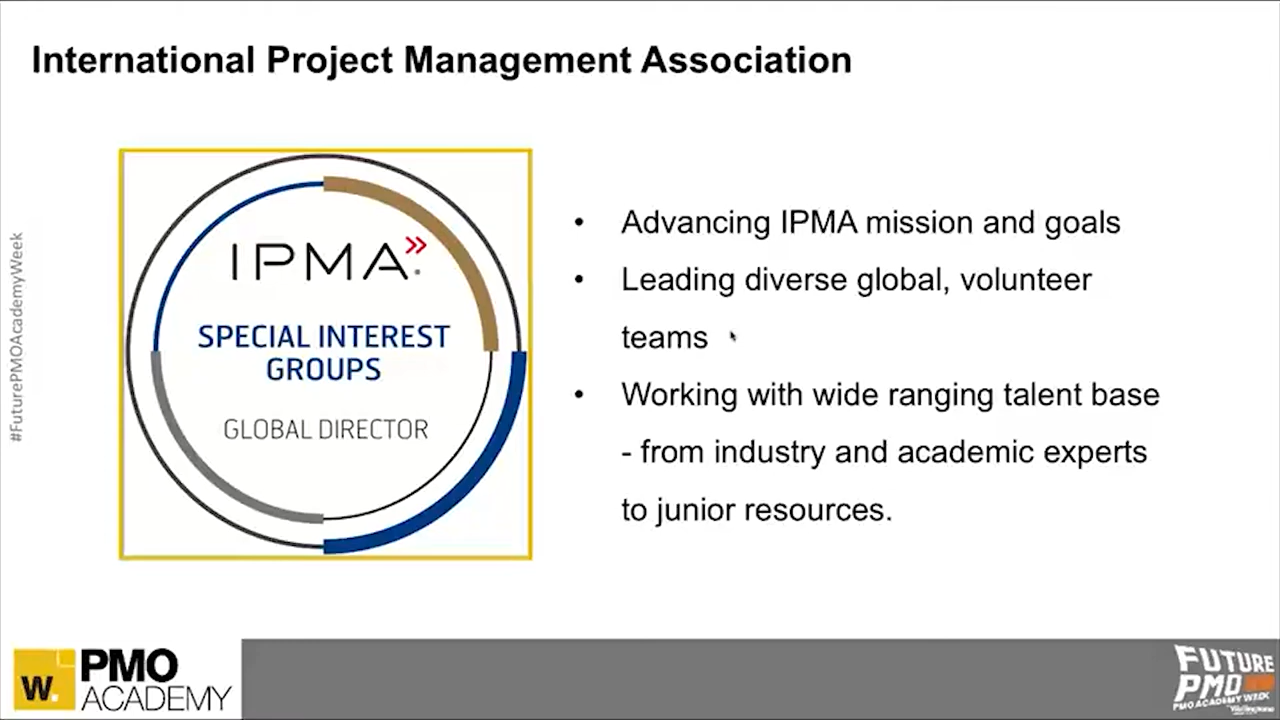 International Project Management Association
#FuturePMOAcademyWeek
IPMA
SPECIAL INTEREST
GROUPS
GLOBAL DIRECTOR
• Advancing IPMA mission and goals
• Leading diverse global, volunteer
teams
• Working with wide ranging talent base
- from industry and academic experts
to junior resources.
w.
PMO
ACADEMY
FUTURE
PMO
PMO ACADEMY WEEK